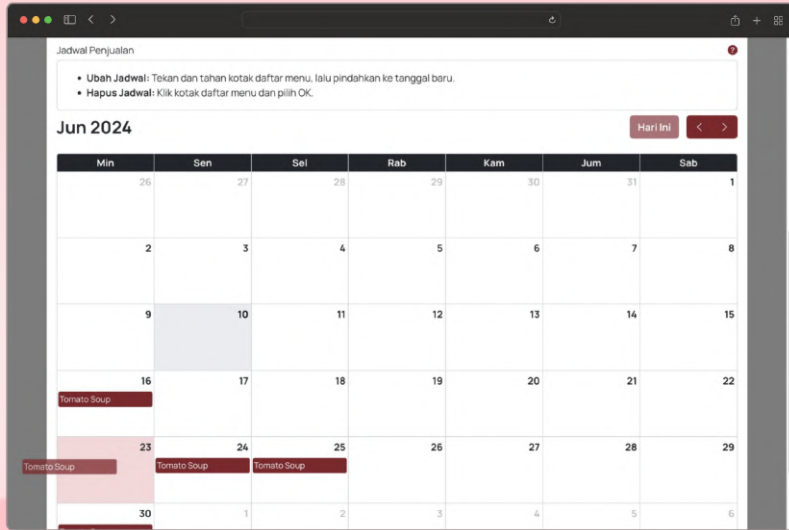 Jadwal Penjualan
?
• Ubah Jadwal: Tekan dan tahan kotak daftar menu, lalu pindahkan ke tanggal baru.
• Hapus Jadwal: Klik kotak daftar menu dan pilih OK.
Jun 2024
Hari Ini
Min Sen Sel Rab Kam Jum Sab
26 27 28 29 30 31 1
2 3 4 5 6 7 8
9 10 11 12 13 14 15
16 17 18 19 20 21 22
Tomato Soup
23 24 25 26 27 28 29
Tomato Soup Tomato Soup Tomato Soup
30 1 2 3 4 5 6